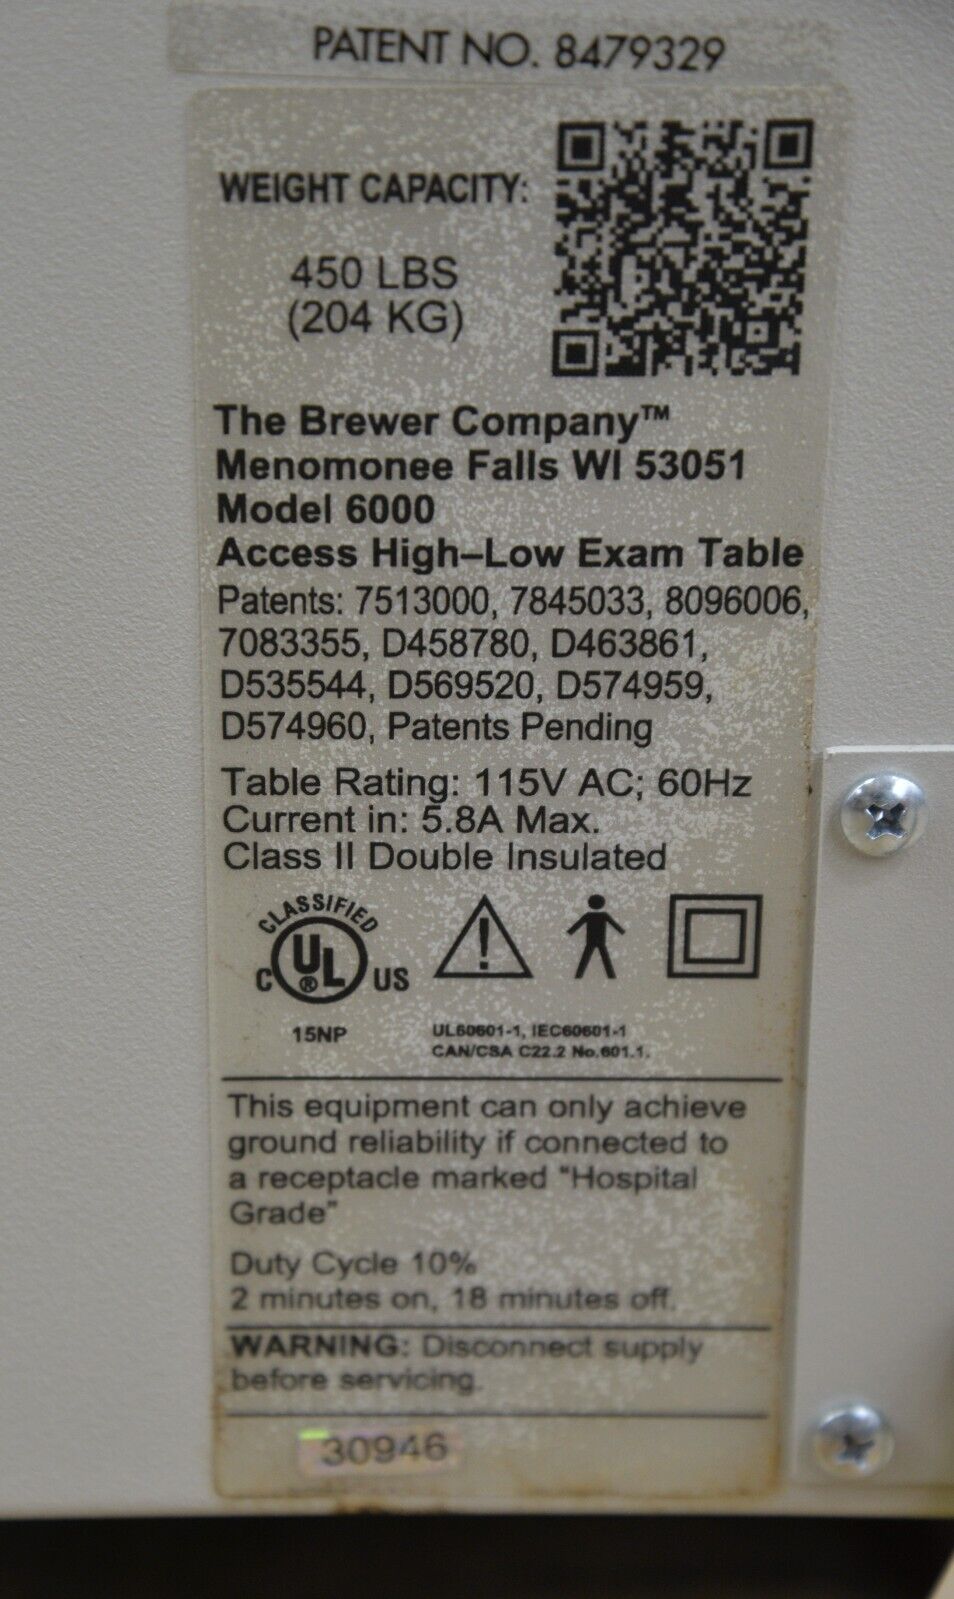 PATENT NO. 8479329
WEIGHT CAPACITY:
450 LBS
(204 KG)
The Brewer Company™
Menomonee Falls WI 53051
Model 6000
Access High–Low Exam Table
Patents: 7513000, 7845033, 8096006,
7083355, D458780, D463861,
D535544, D569520, D574959,
D574960, Patents Pending
Table Rating: 115V AC; 60Hz
Current in: 5.8A Max.
Class II Double Insulated
CLASSIFIED
C UL® US
15NP
UL60601-1, IEC60601-1
CAN/CSA C22.2 No.601.1.
This equipment can only achieve
ground reliability if connected to
a receptacle marked "Hospital
Grade"
Duty Cycle 10%
2 minutes on, 18 minutes off.
WARNING: Disconnect supply
before servicing.
30946